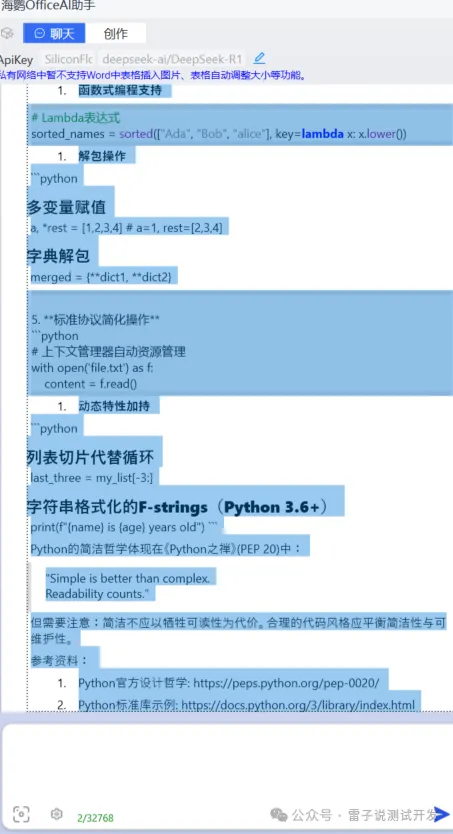 海鹦OfficeAI助手
聊天
创作
ApiKey SiliconFlc deepseek-ai/DeepSeek-R1
私有网络中暂不支持Word中表格插入图片、表格自动调整大小等功能。
1. 函数式编程支持
# Lambda表达式
sorted_names = sorted(["Ada", "Bob", "alice"], key=lambda x: x.lower())
1. 解包操作
```python
多变量赋值
a, *rest = [1,2,3,4] # a=1, rest=[2,3,4]
字典解包
merged = {**dict1, **dict2}
5. **标准协议简化操作**
```python
# 上下文管理器自动资源管理
with open('file.txt') as f:
content = f.read()
1. 动态特性加持
```python
列表切片代替循环
last_three = my_list[-3:]
字符串格式化的F-strings（Python 3.6+）
print(f"{name} is {age} years old") ```
Python的简洁哲学体现在《Python之禅》(PEP 20)中：
"Simple is better than complex.
Readability counts."
但需要注意：简洁不应以牺牲可读性为代价。合理的代码风格应平衡简洁性与可
维护性。
参考资料：
1. Python官方设计哲学: https://peps.python.org/pep-0020/
2. Python标准库示例: https://docs.python.org/3/library/index.html
2/32768
公众号 · 雷子说测试开发